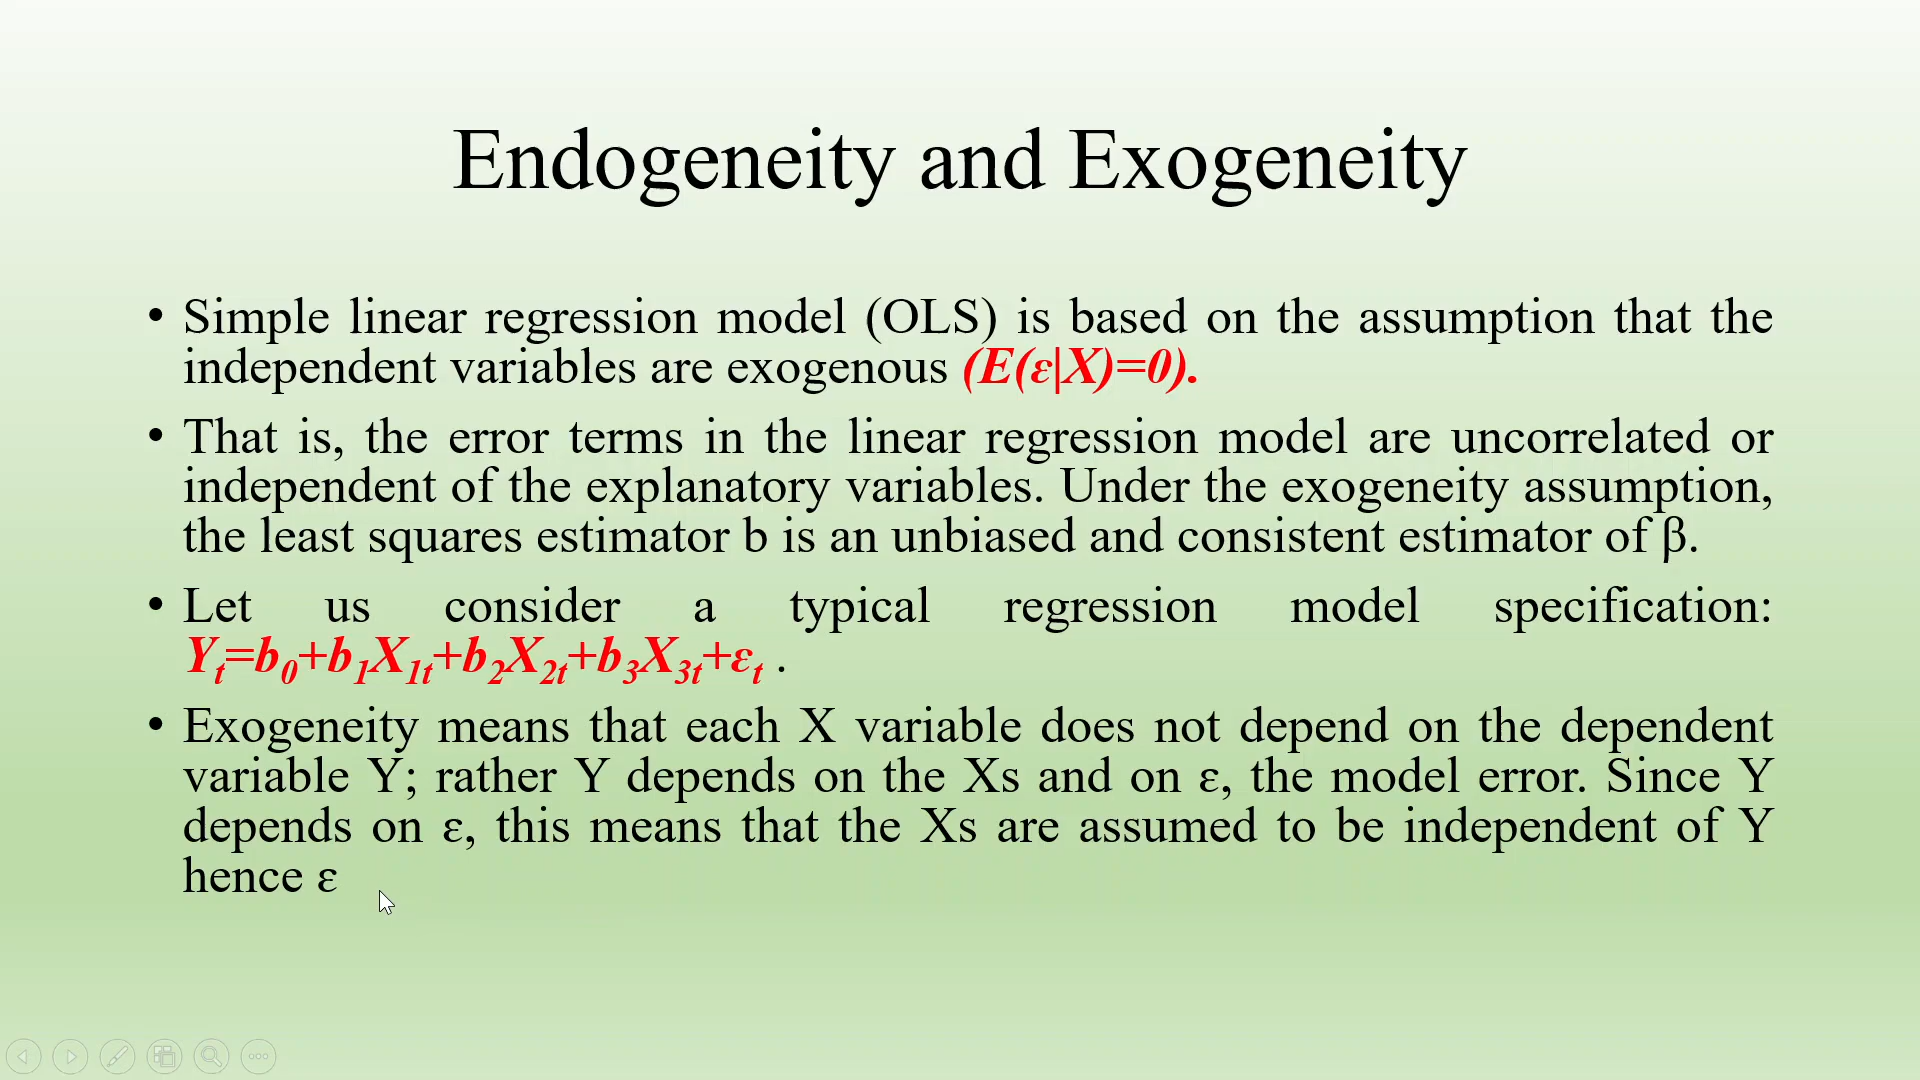 Endogeneity and Exogeneity
• Simple linear regression model (OLS) is based on the assumption that the
independent variables are exogenous (E(ε|X)=0).
• That is, the error terms in the linear regression model are uncorrelated or
independent of the explanatory variables. Under the exogeneity assumption,
the least squares estimator b is an unbiased and consistent estimator of β.
• Let us consider a typical regression model specification:
Yₜ=b₀+b₁X₁ₜ+b₂X₂ₜ+b₃X₃ₜ+εₜ .
• Exogeneity means that each X variable does not depend on the dependent
variable Y; rather Y depends on the Xs and on ε, the model error. Since Y
depends on ε, this means that the Xs are assumed to be independent of Y
hence ε